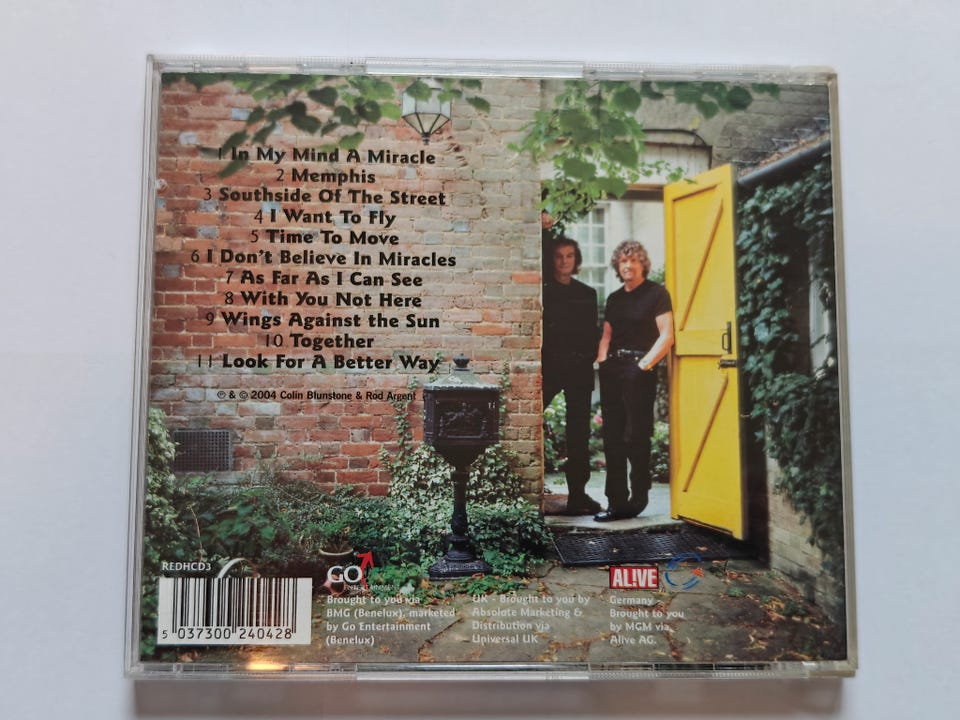 1 In My Mind A Miracle
2 Memphis
3 Southside Of The Street
4 I Want To Fly
5 Time To Move
6 I Don't Believe In Miracles
7 As Far As I Can See
8 With You Not Here
9 Wings Against the Sun
10 Together
11 Look For A Better Way
℗ & © 2004 Colin Blunstone & Rod Argent
REDHCD3
5 037300 240428
GO
ENTERTAINMENT
Brought to you via
BMG (Benelux), marketed
by Go Entertainment
(Benelux)
UK - Brought to you by
Absolute Marketing &
Distribution via
Universal UK
ALIVE
Germany
Brought to you
by MGM via
Alive AG.